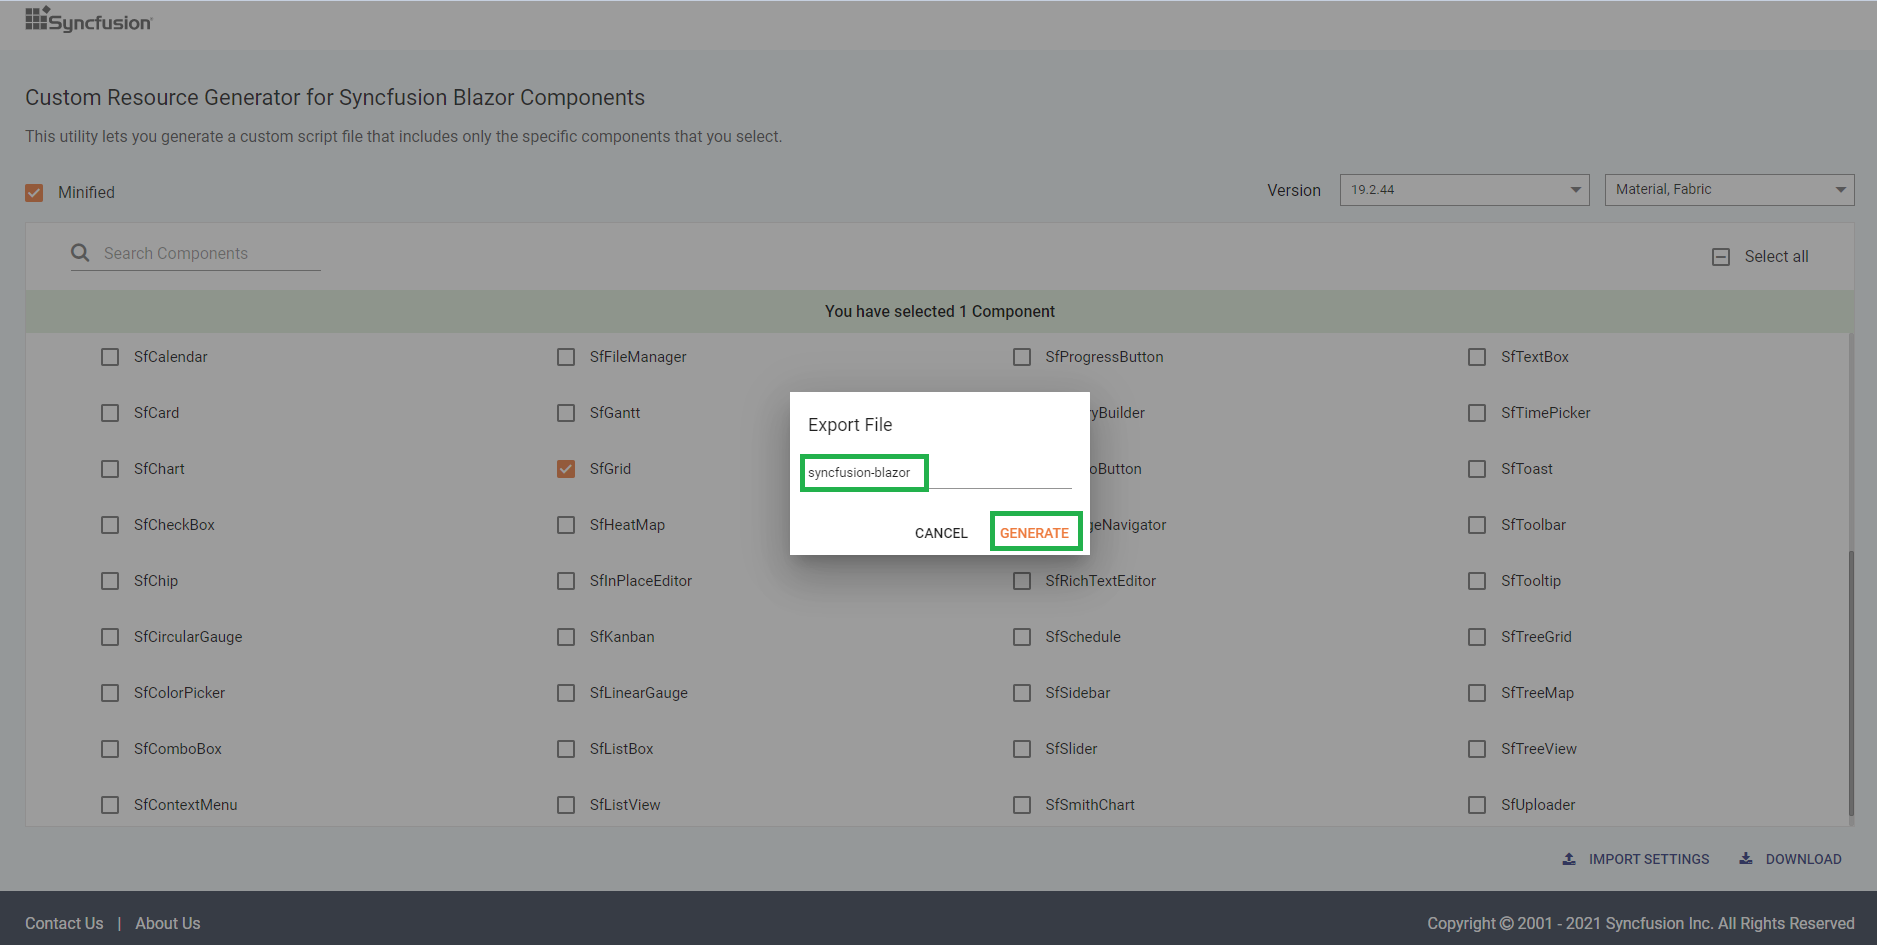 Syncfusion
Custom Resource Generator for Syncfusion Blazor Components
This utility lets you generate a custom script file that includes only the specific components that you select.
Minified
Version
19.2.44
Material, Fabric
Search Components
Select all
You have selected 1 Component
SfCalendar
SfFileManager
SfProgressButton
SfTextBox
SfCard
SfGantt
yBuilder
SfTimePicker
SfChart
SfGrid
oButton
SfToast
SfCheckBox
SfHeatMap
geNavigator
SfToolbar
SfChip
SfInPlaceEditor
SfRichTextEditor
SfTooltip
SfCircularGauge
SfKanban
SfSchedule
SfTreeGrid
SfColorPicker
SfLinearGauge
SfSidebar
SfTreeMap
SfComboBox
SfListBox
SfSlider
SfTreeView
SfContextMenu
SfListView
SfSmithChart
SfUploader
Export File
syncfusion-blazor
CANCEL
GENERATE
IMPORT SETTINGS
DOWNLOAD
Contact Us | About Us
Copyright © 2001 - 2021 Syncfusion Inc. All Rights Reserved